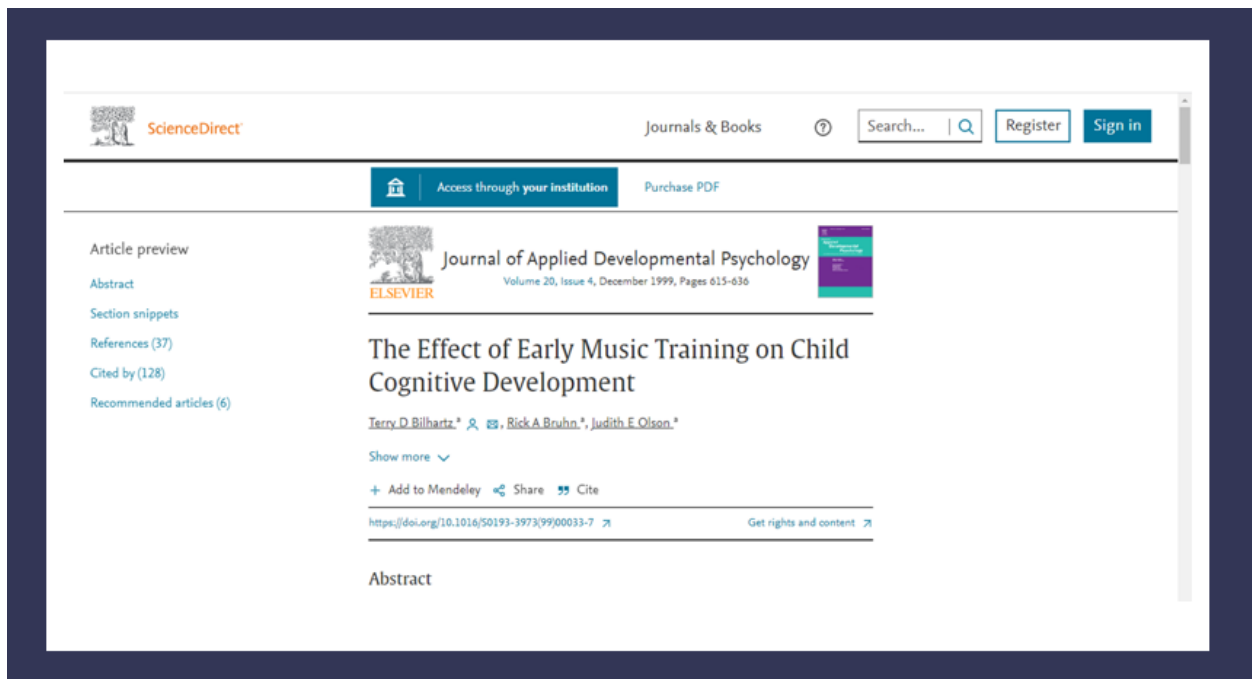 ScienceDirect
Journals & Books
Search...
Register
Sign in
Access through your institution
Purchase PDF
Article preview
Abstract
Section snippets
References (37)
Cited by (128)
Recommended articles (6)
ELSEVIER
Journal of Applied Developmental Psychology
Volume 20, Issue 4, December 1999, Pages 615-636
The Effect of Early Music Training on Child
Cognitive Development
Terry D Bilhartz a, Rick A Bruhn a, Judith E Olson a
Show more
+ Add to Mendeley Share Cite
https://doi.org/10.1016/S0193-3973(99)00033-7
Get rights and content
Abstract